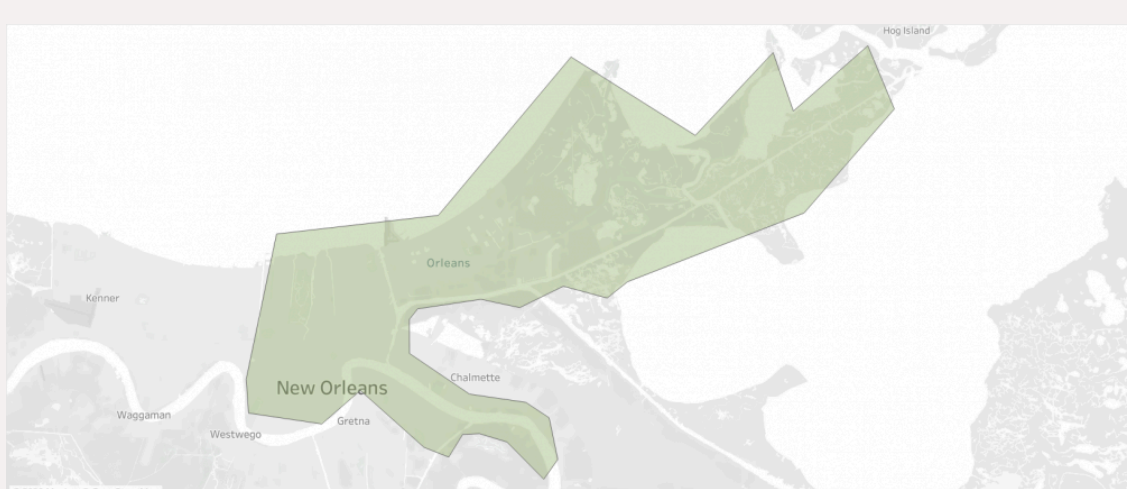 Hog Island
Orleans
Kenner
New Orleans
Chalmette
Waggaman
Gretna
Westwego